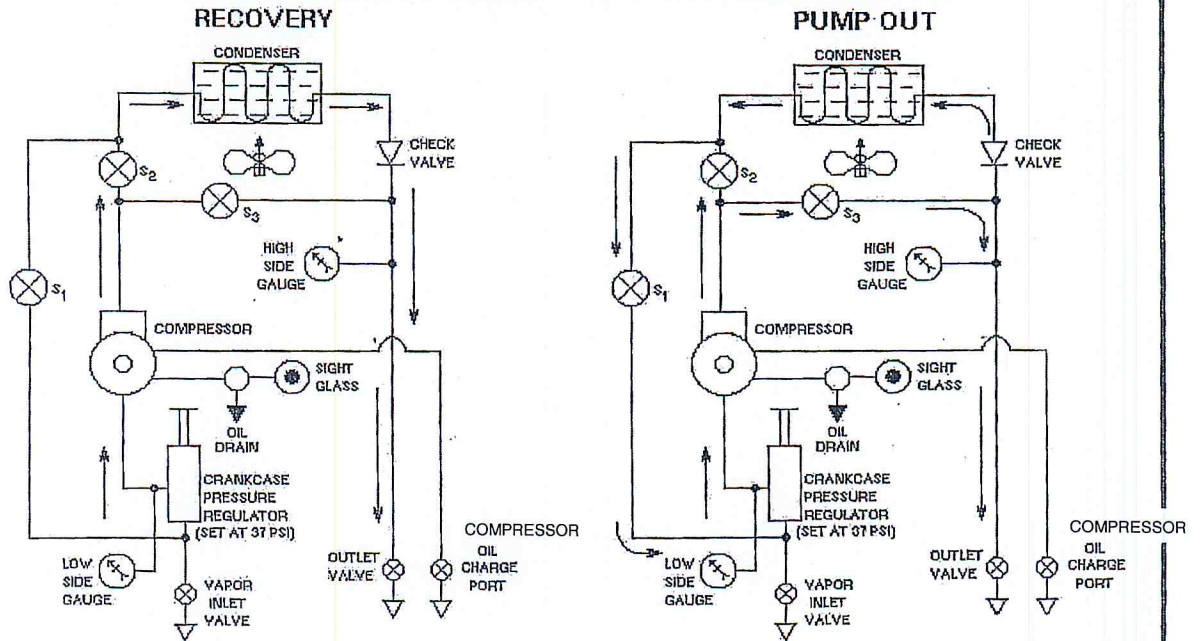 RECOVERY
CONDENSER
CHECK
VALVE
S2
S3
HIGH
SIDE
GAUGE
S1
COMPRESSOR
SIGHT
GLASS
OIL
DRAIN
CRANKCASE
PRESSURE
REGULATOR
(SET AT 37 PSI)
COMPRESSOR
OIL
CHARGE
PORT
OUTLET
VALVE
LOW
SIDE
GAUGE
VAPOR
INLET
VALVE
PUMP OUT
CONDENSER
CHECK
VALVE
S2
S3
HIGH
SIDE
GAUGE
S1
COMPRESSOR
SIGHT
GLASS
OIL
DRAIN
CRANKCASE
PRESSURE
REGULATOR
(SET AT 37 PSI)
COMPRESSOR
OIL
CHARGE
PORT
OUTLET
VALVE
LOW
SIDE
GAUGE
VAPOR
INLET
VALVE